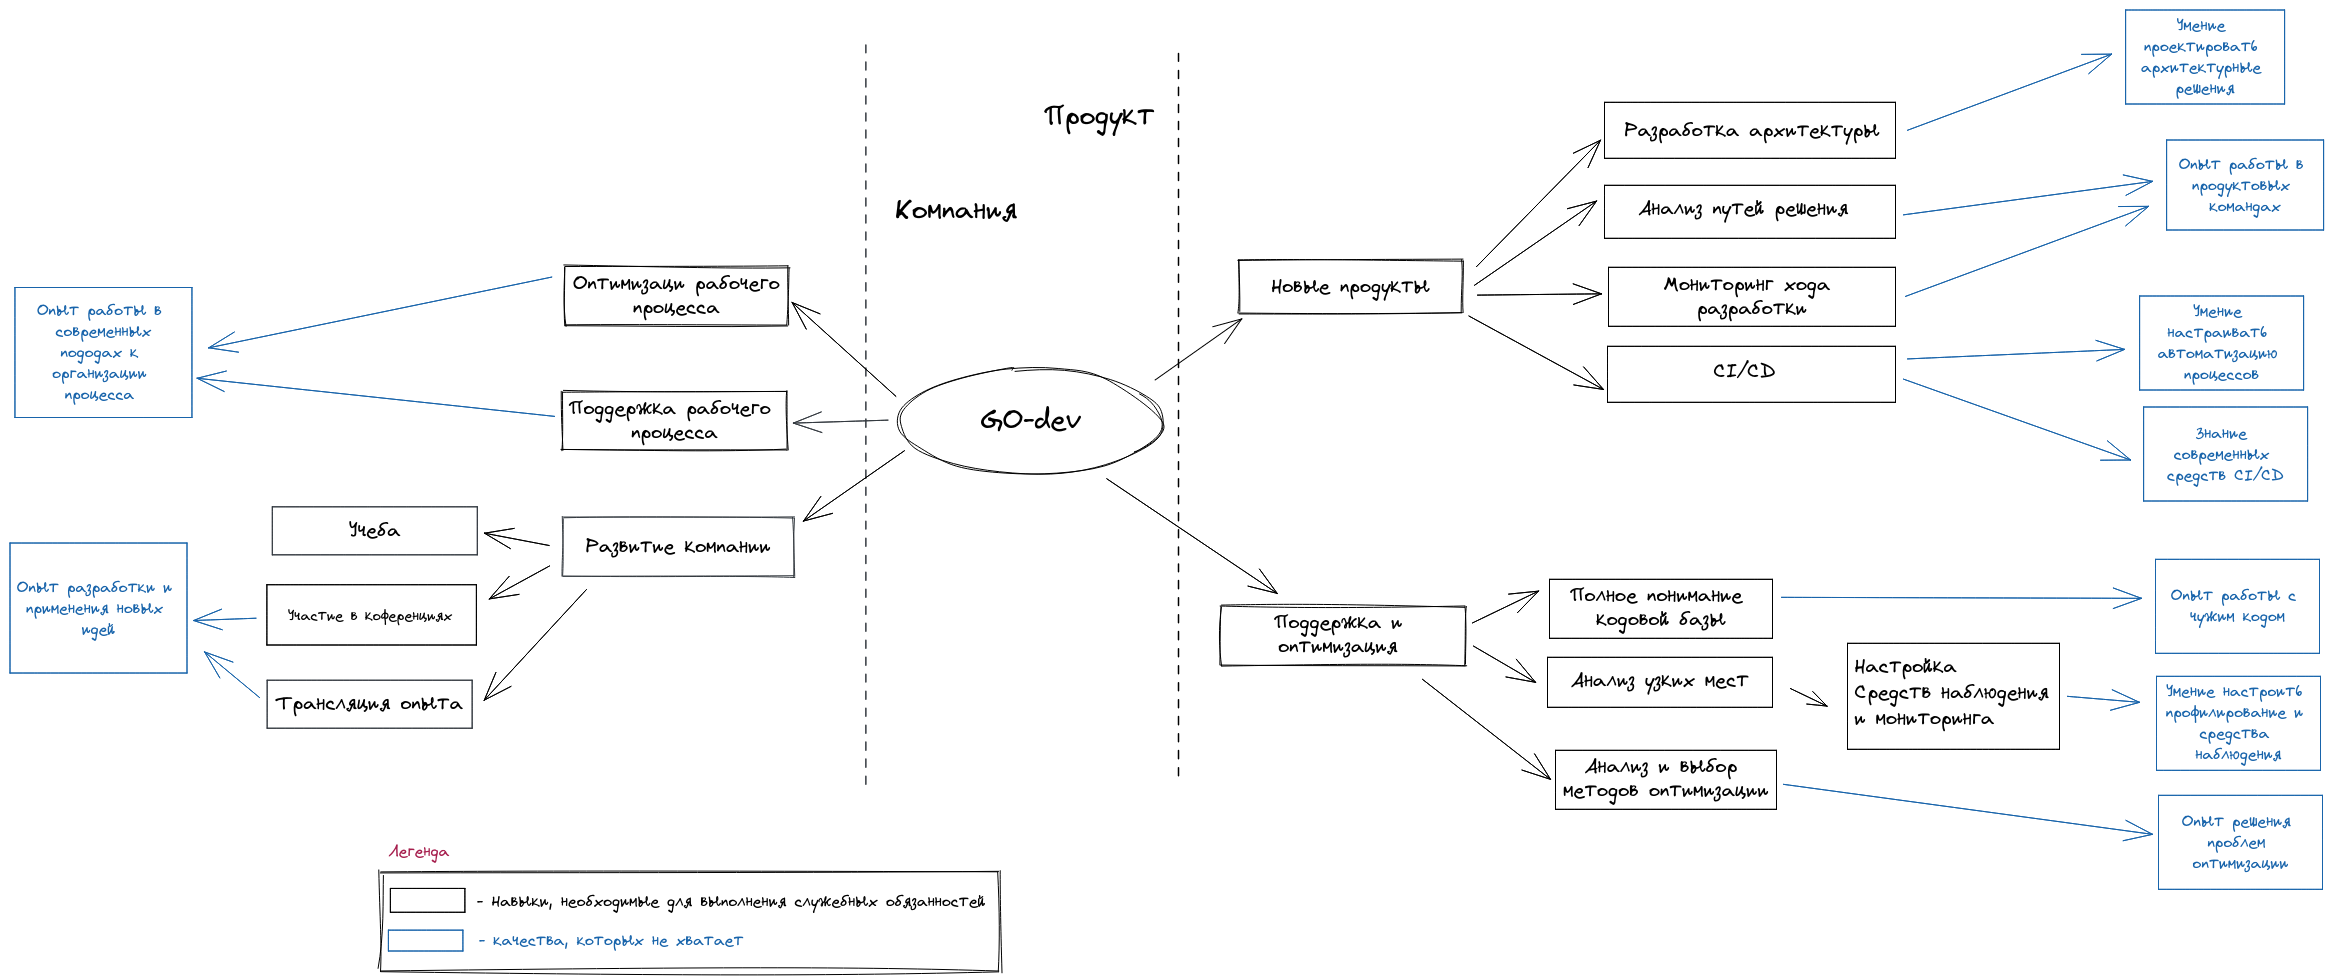 Продукт
Компания
GO-dev
Оптимизаци рабочего
процесса
Поддержка рабочего
процесса
Развитие компании
Учеба
Участие в коференциях
Трансляция опыта
Опыт работы в
современных
пододах к
организации
процесса
Опыт разработки и
применения новых
идей
Новые продукты
Разработка архитектуры
Анализ путей решения
Мониторинг хода
разработки
CI/CD
Умение
проектировать
архитектурные
решения
Опыт работы в
продуктовых
командах
Умение
настраивать
автоматизацию
процессов
Знание
современных
средств CI/CD
Поддержка и
оптимизация
Полное понимание
кодовой базы
Анализ узких мест
Настройка
Средств наблюдения
и мониторинга
Анализ и выбор
методов оптимизации
Опыт работы с
чужим кодом
Умение настроить
профилирование и
средства
наблюдения
Опыт решения
проблем
оптимизации
Легенда
- Навыки, необходимые для выполнения служебных обязанностей
- качества, которых не хватает